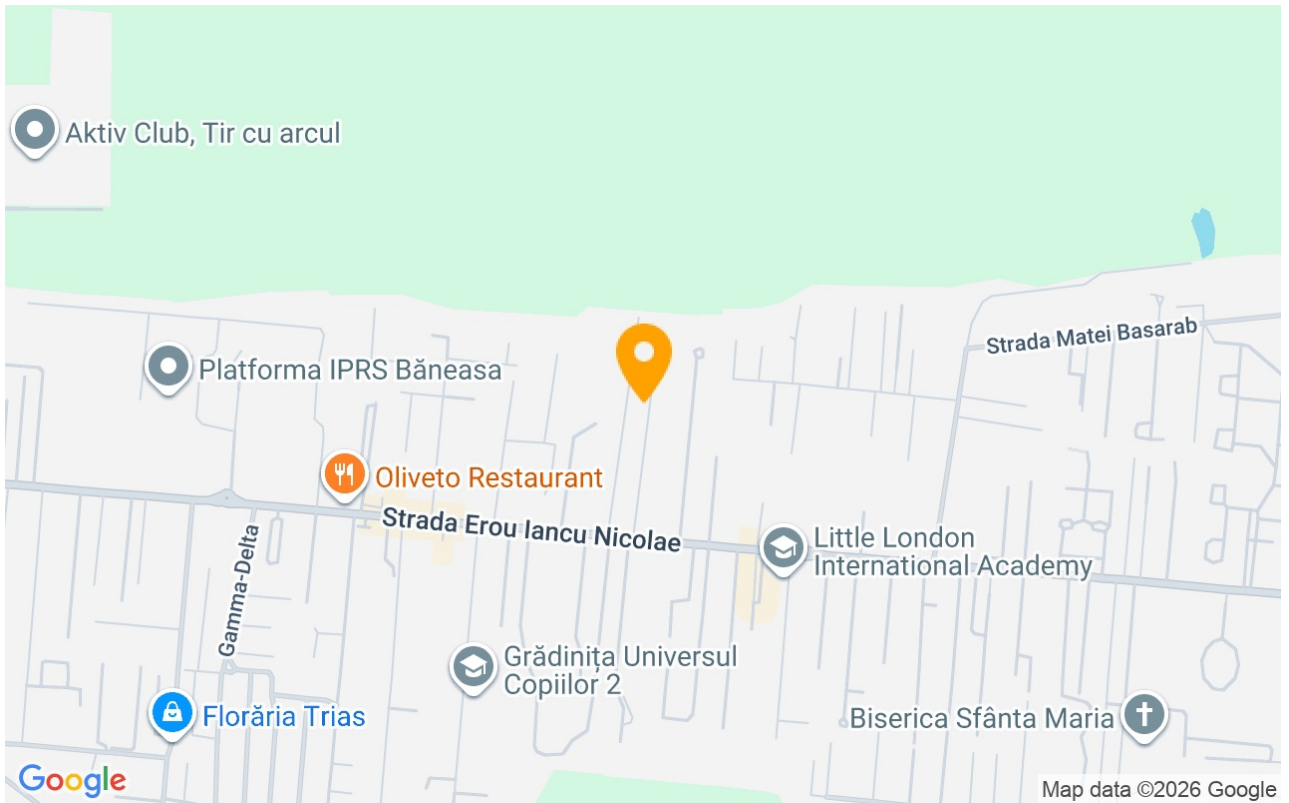 Aktiv Club, Tir cu arcul
Strada Matei Basarab
Platforma IPRS Băneasa
Oliveto Restaurant
Strada Erou Iancu Nicolae
Little London
International Academy
Gamma-Delta
Grădinița Universul
Copiilor 2
Florăria Trias
Biserica Sfânta Maria
Google
Map data ©2026 Google